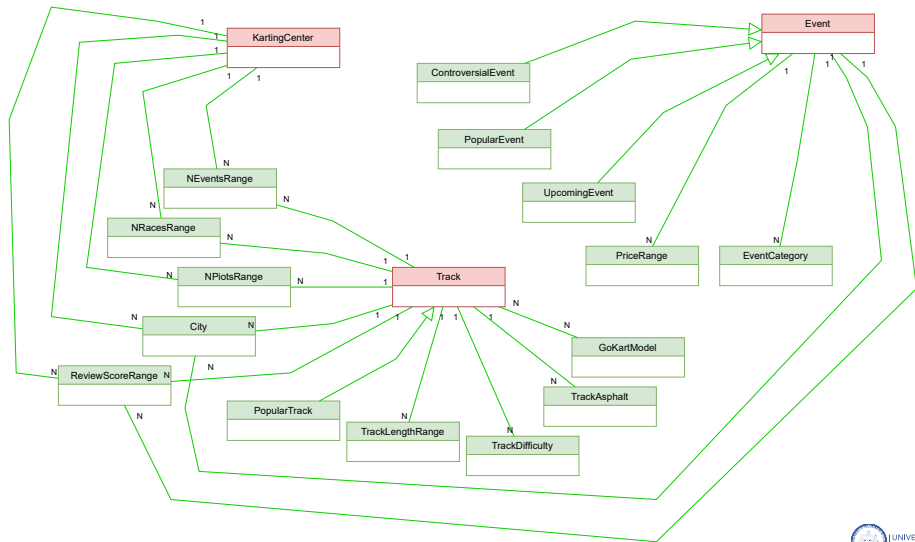 1
1
KartingCenter
1
1
1
Event
1
1
1
1
ControversialEvent
PopularEvent
UpcomingEvent
N
NEventsRange
N
N
NRacesRange
N
1
1
N
NPiotsRange
N
1
Track
N
PriceRange
N
EventCategory
N
City
N
1
1
1
1
1
N
N
GoKartModel
N
ReviewScoreRange
N
N
N
PopularTrack
N
TrackLengthRange
N
TrackDifficulty
N
TrackAsphalt
UNIVE